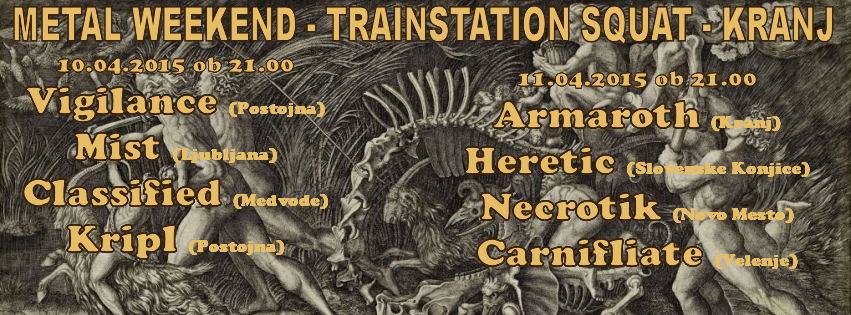 METAL WEEKEND - TRAINSTATION SQUAT - KRANJ
10.04.2015 ob 21.00
Vigilance (Postojna)
Mist (Ljubljana)
Classified (Medvode)
Kripl (Postojna)
11.04.2015 ob 21.00
Armaroth (Kranj)
Heretic (Slovenske Konjice)
Necrotik (Novo Mesto)
Carnifliate (Velenje)